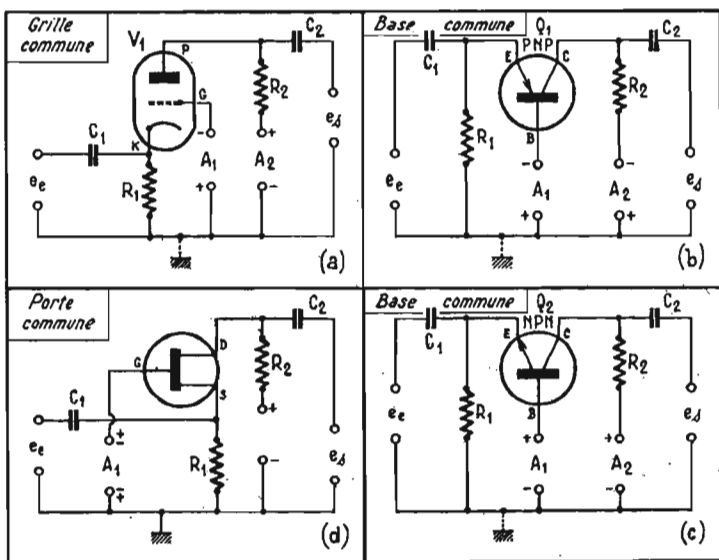 Grille
commune
V1
P
G
K
C1
C2
R1
R2
ee
es
A1
A2
-
+
+
-
(a)
Base commune
Q1
PNP
E
C
B
C1
C2
R1
R2
ee
es
A1
A2
-
+
-
+
(b)
Porte
commune
G
D
S
C1
C2
R1
R2
ee
es
A1
±
∓
+
-
(d)
Base commune
Q2
NPN
E
C
B
C1
C2
R1
R2
ee
es
A1
A2
+
-
+
-
(c)